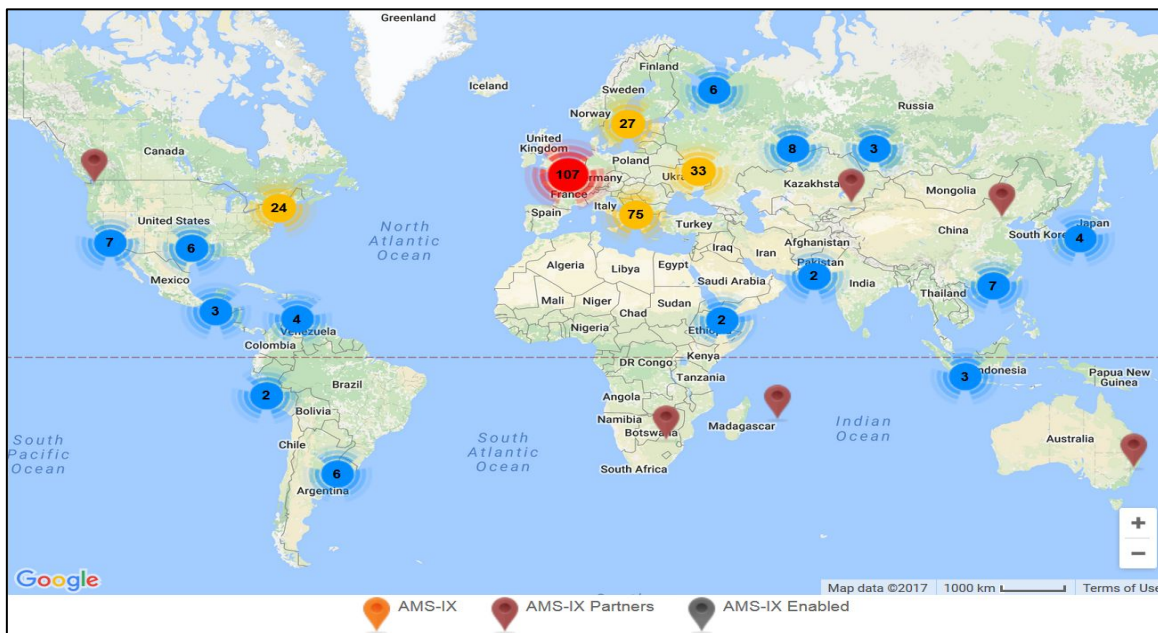 Greenland
Iceland
Finland
Sweden
6
Russia
Norway
27
Canada
United
Kingdom
8
3
Poland
107
rmany
Ukra
33
France
Kazakhsta
Mongolia
24
Italy
75
Spain
Turkey
United States
7
6
North
Atlantic
Ocean
China
South Kore
Japan
4
Iraq
Iran
Afghanistan
Pakistan
2
Algeria
Libya
Egypt
Saudi Arabia
India
7
Thailand
Mexico
Mali
Niger
Sudan
Chad
3
4
Venezuela
Nigeria
Ethiopia
2
Colombia
Kenya
DR Congo
3
ndonesia
Papua New
Guinea
Tanzania
2
Brazil
Angola
Bolivia
Namibia
Botswana
Madagascar
Indian
Ocean
South
Pacific
Ocean
Chile
South
Atlantic
Ocean
Australia
South Africa
6
Argentina
+
−
Google
Map data ©2017
1000 km
Terms of Use
AMS-IX
AMS-IX Partners
AMS-IX Enabled